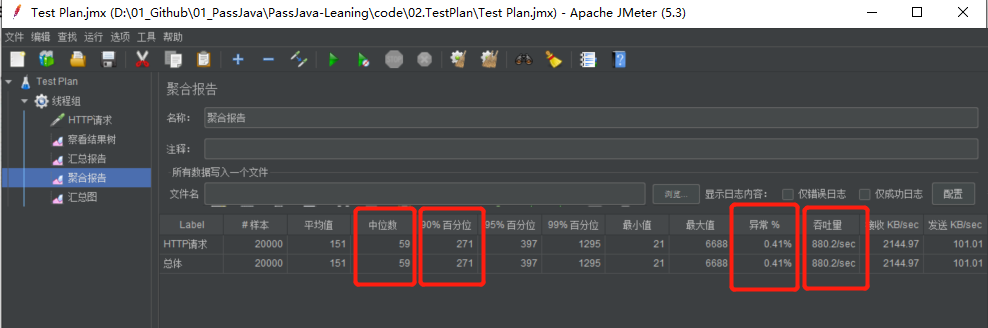 Test Plan.jmx (D:\01_Github\01_PassJava\PassJava-Leaning\code\02.TestPlan\Test Plan.jmx) - Apache JMeter (5.3)
文件 编辑 查找 运行 选项 工具 帮助
Test Plan
线程组
HTTP请求
察看结果树
汇总报告
聚合报告
汇总图
聚合报告
名称: 聚合报告
注释:
所有数据写入一个文件
文件名 浏览... 显示日志内容: 仅错误日志 仅成功日志 配置
Label # 样本 平均值 中位数 90% 百分位 95% 百分位 99% 百分位 最小值 最大值 异常 % 吞吐量 KB/sec 发送 KB/sec
HTTP请求 20000 151 59 271 397 1295 21 6688 0.41% 880.2/sec 2144.97 101.01
总体 20000 151 59 271 397 1295 21 6688 0.41% 880.2/sec 2144.97 101.01